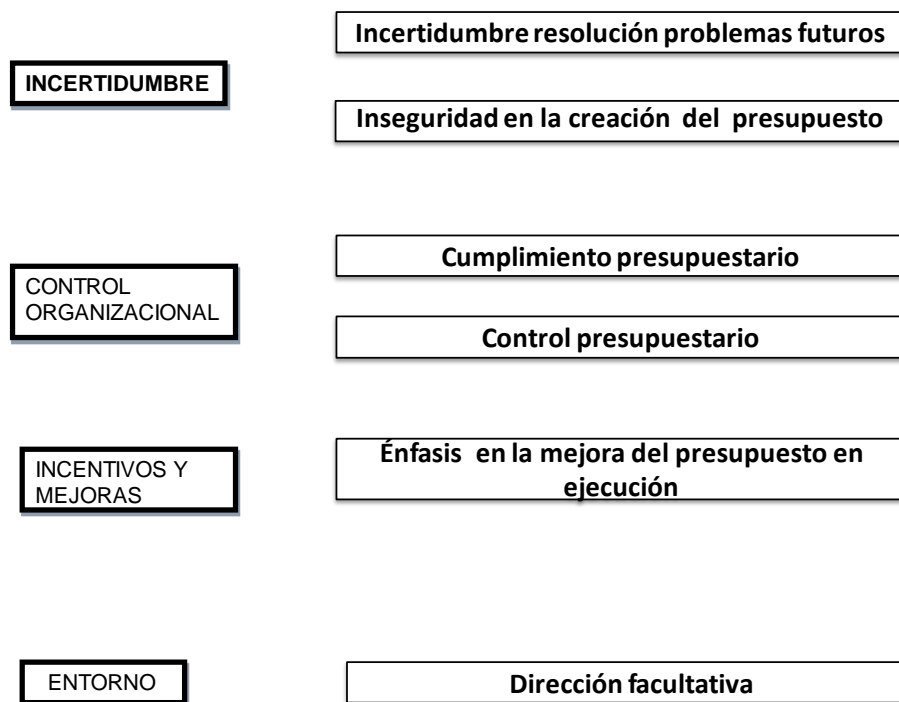 Incertidumbre resolución problemas futuros
INCERTIDUMBRE
Inseguridad en la creación del presupuesto
Cumplimiento presupuestario
CONTROL
ORGANIZACIONAL
Control presupuestario
Énfasis en la mejora del presupuesto en
ejecución
INCENTIVOS Y
MEJORAS
ENTORNO
Dirección facultativa